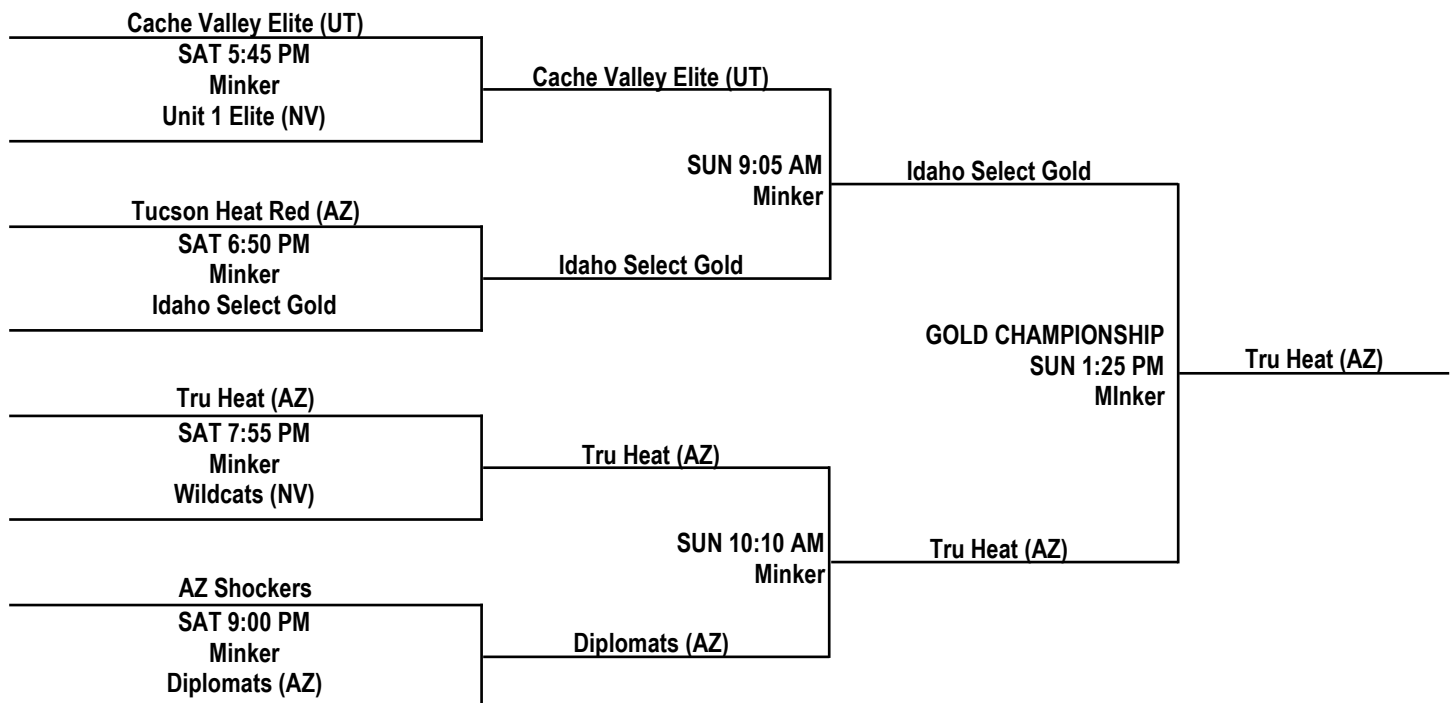 Cache Valley Elite (UT)
SAT 5:45 PM
Minker
Unit 1 Elite (NV)
Cache Valley Elite (UT)
SUN 9:05 AM
Minker
Idaho Select Gold
Tucson Heat Red (AZ)
SAT 6:50 PM
Minker
Idaho Select Gold
Idaho Select Gold
GOLD CHAMPIONSHIP
SUN 1:25 PM
MInker
Tru Heat (AZ)
Tru Heat (AZ)
SAT 7:55 PM
Minker
Wildcats (NV)
Tru Heat (AZ)
SUN 10:10 AM
Minker
Tru Heat (AZ)
AZ Shockers
SAT 9:00 PM
Minker
Diplomats (AZ)
Diplomats (AZ)